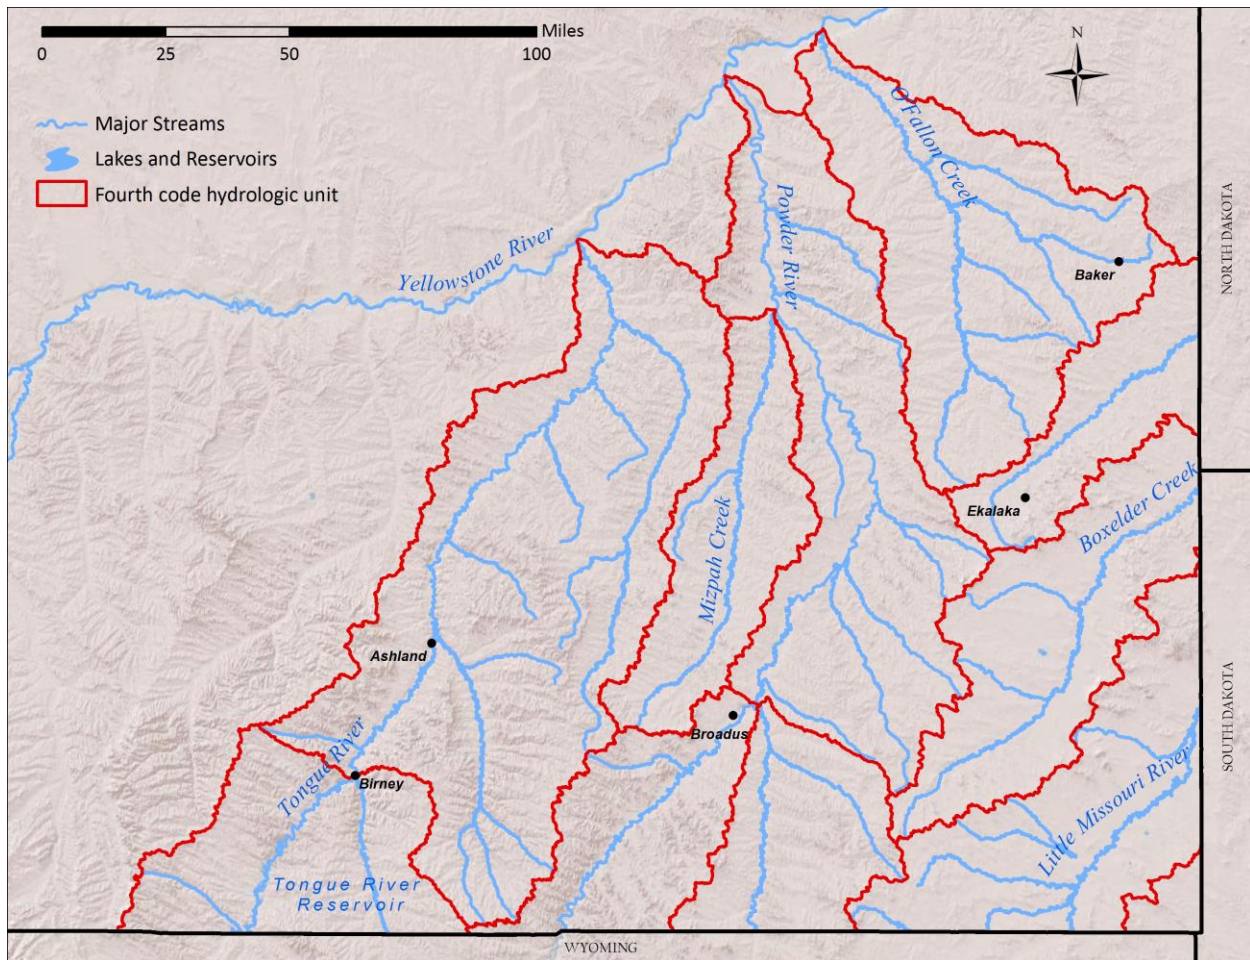 Miles
0 25 50 100
N
Major Streams
Lakes and Reservoirs
Fourth code hydrologic unit
O'Fallon Creek
Powder River
Yellowstone River
Baker
NORTH DAKOTA
Ekalaka
Boxelder Creek
Mizpah Creek
Ashland
Broadus
SOUTH DAKOTA
Tongue River
Birney
Little Missouri River
Tongue River
Reservoir
WYOMING